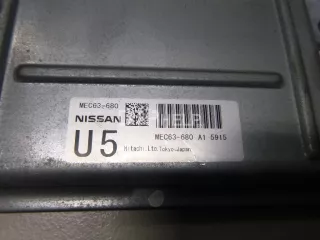 MEC63-680
NISSAN
MEC63-680 A1 5915
U5
Hitachi.Ltd.Tokyo.Japan